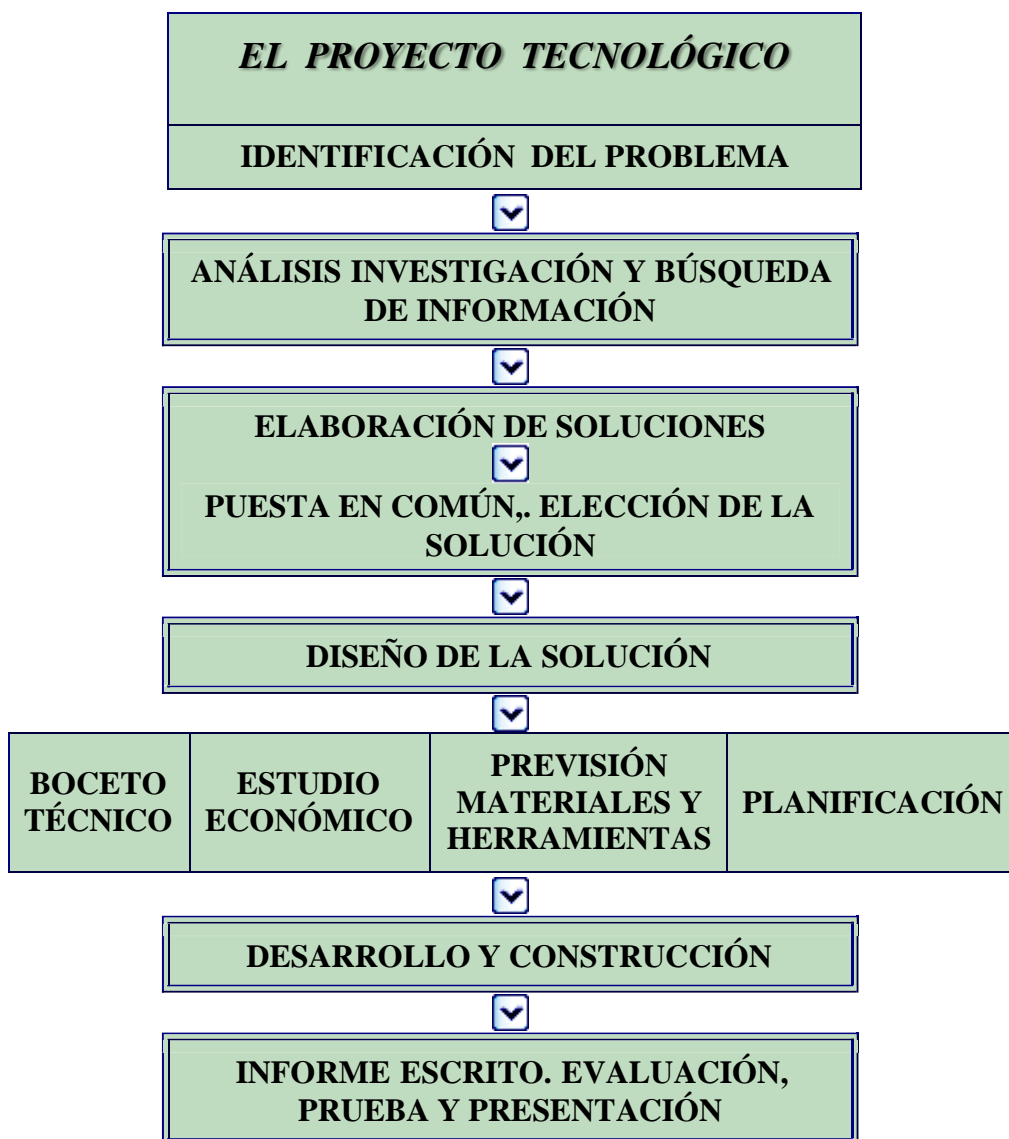 EL PROYECTO TECNOLÓGICO
IDENTIFICACIÓN DEL PROBLEMA
ANÁLISIS INVESTIGACIÓN Y BÚSQUEDA
DE INFORMACIÓN
ELABORACIÓN DE SOLUCIONES
PUESTA EN COMÚN,. ELECCIÓN DE LA
SOLUCIÓN
DISEÑO DE LA SOLUCIÓN
BOCETO
TÉCNICO
ESTUDIO
ECONÓMICO
PREVISIÓN
MATERIALES Y
HERRAMIENTAS
PLANIFICACIÓN
DESARROLLO Y CONSTRUCCIÓN
INFORME ESCRITO. EVALUACIÓN,
PRUEBA Y PRESENTACIÓN